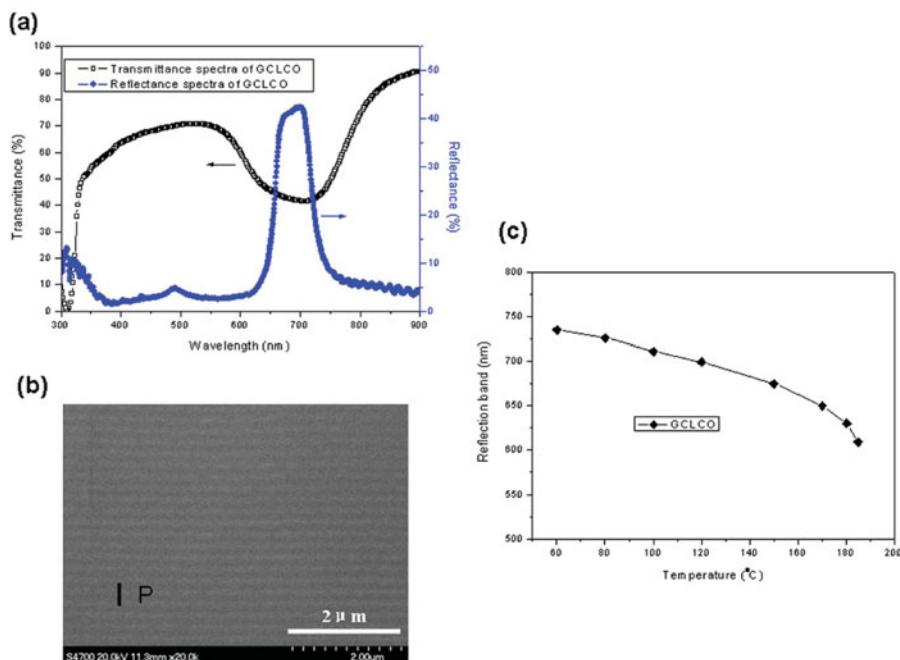 (a)
100
90
80
70
60
50
40
30
20
10
0
Transmittance (%)
Transmittance spectra of GCLCO
Reflectance spectra of GCLCO
50
40
30
20
10
0
Reflectance (%)
300 400 500 600 700 800 900
Wavelength (nm)
(b)
P
2 μm
S4700 20.0kV 11.3mm x20.0k 2.00um
(c)
800
750
700
650
600
550
500
Reflection band (nm)
GCLCO
60 80 100 120 140 160 180 200
Temperature (°C)